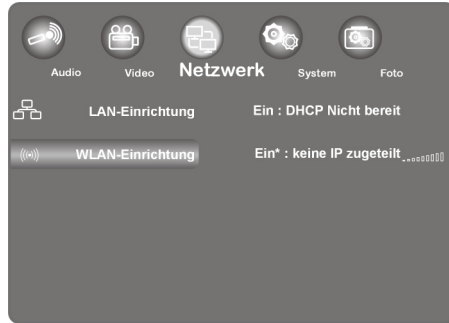 Audio Video Netzwerk System Foto
LAN-Einrichtung Ein : DHCP Nicht bereit
WLAN-Einrichtung Ein* : keine IP zugeteilt